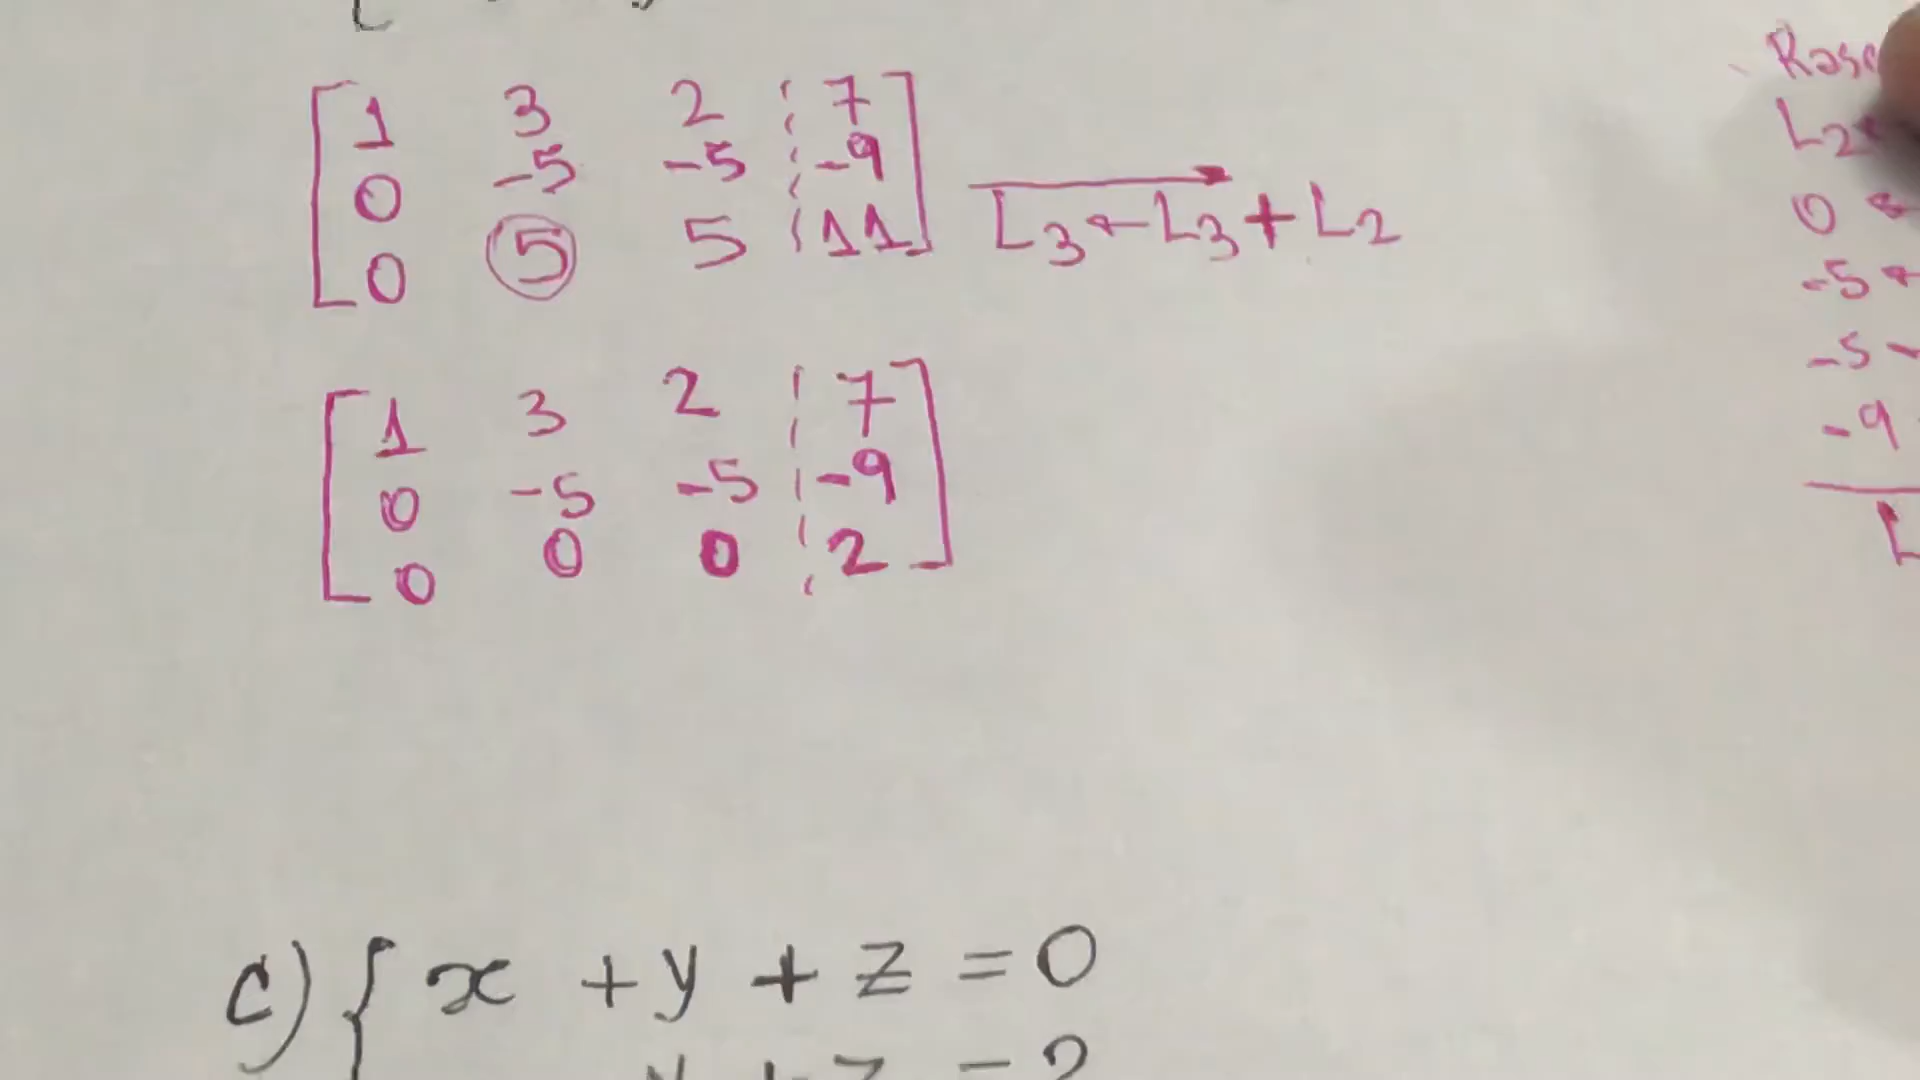 1 3 2 7
0 -5 -5 -9
0 5 5 11
L3←L3+L2
1 3 2 7
0 -5 -5 -9
0 0 0 2
L2
0
-5
-5
-9
L
c) { x + y + z = 0